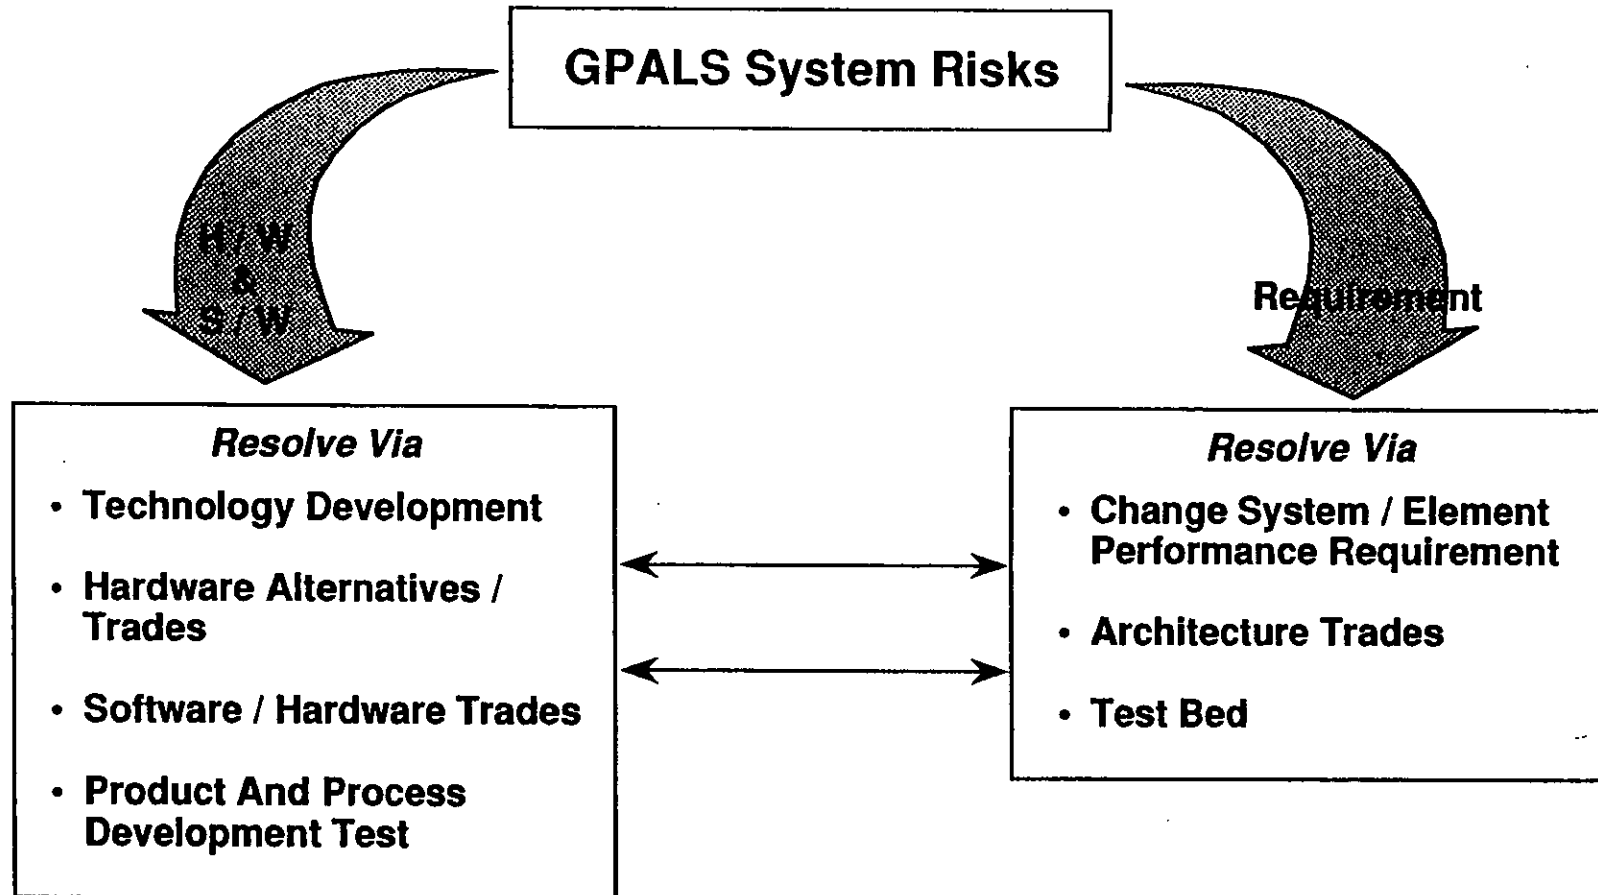 GPALS System Risks
H / W
&
S / W
Requirement
Resolve Via
• Technology Development
• Hardware Alternatives /
Trades
• Software / Hardware Trades
• Product And Process
Development Test
Resolve Via
• Change System / Element
Performance Requirement
• Architecture Trades
• Test Bed